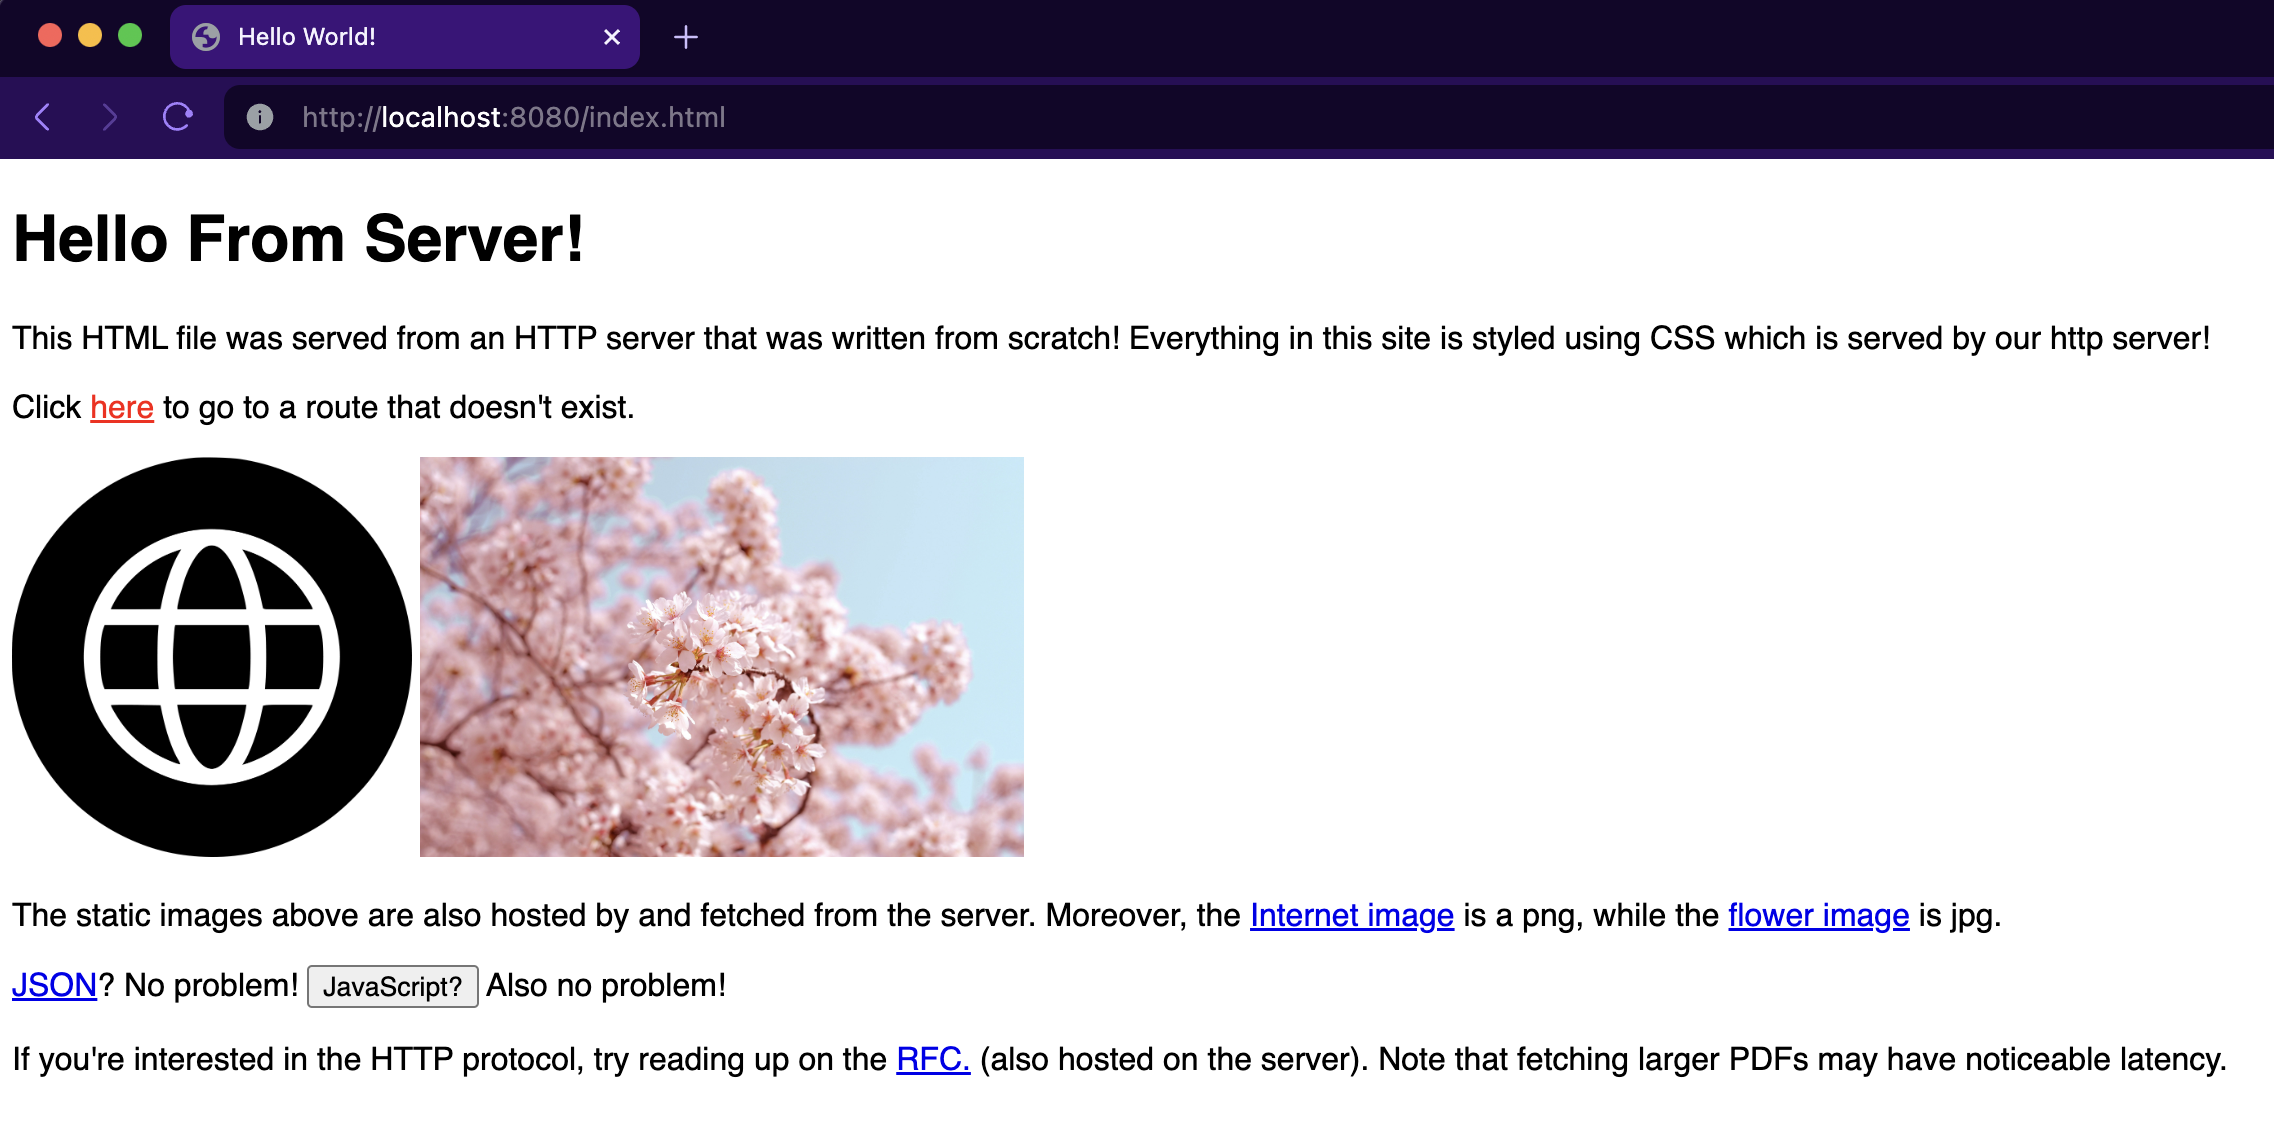 Hello World!
http://localhost:8080/index.html
Hello From Server!
This HTML file was served from an HTTP server that was written from scratch! Everything in this site is styled using CSS which is served by our http server!
Click here to go to a route that doesn't exist.
The static images above are also hosted by and fetched from the server. Moreover, the Internet image is a png, while the flower image is jpg.
JSON? No problem! JavaScript? Also no problem!
If you're interested in the HTTP protocol, try reading up on the RFC. (also hosted on the server). Note that fetching larger PDFs may have noticeable latency.